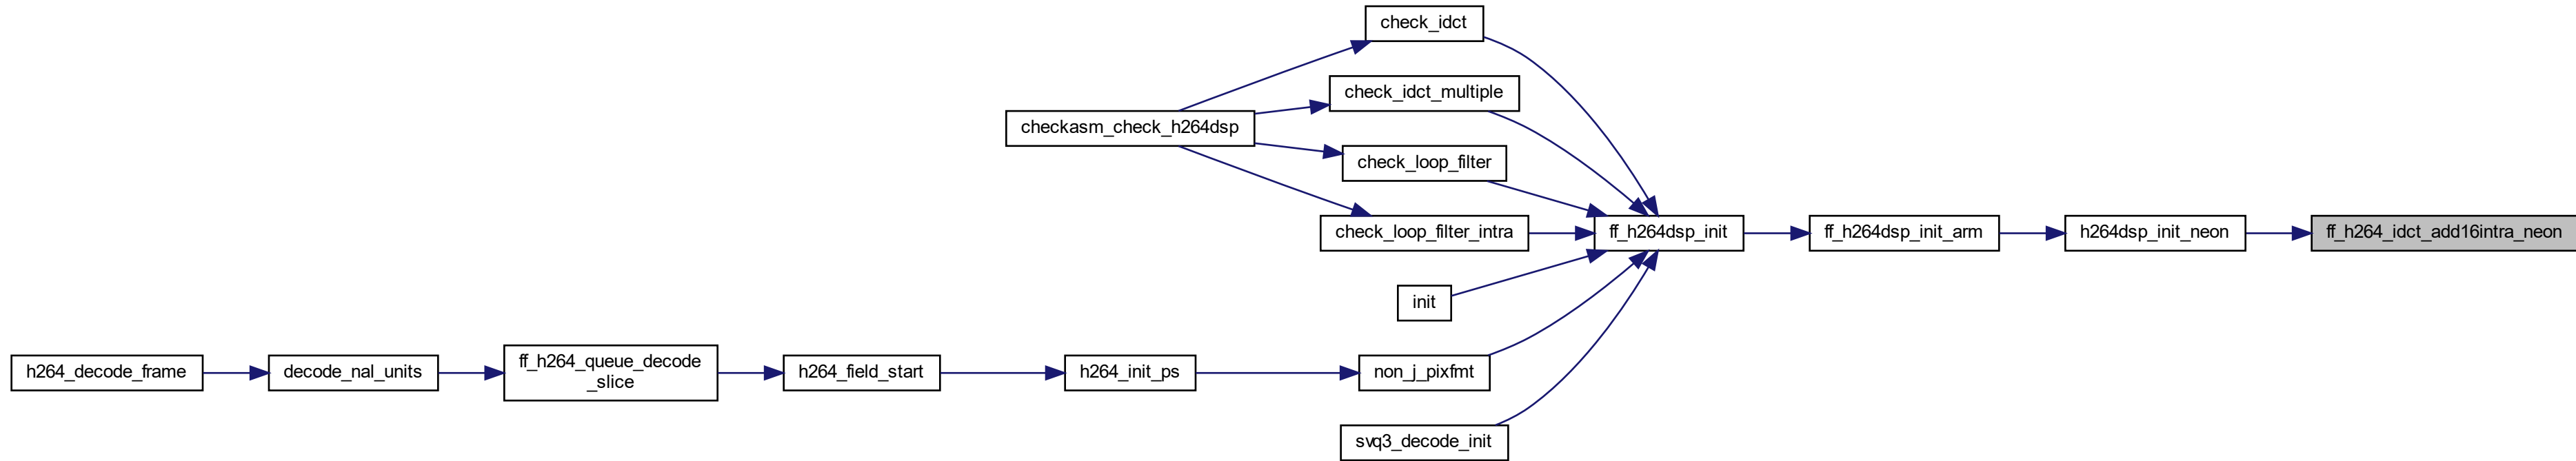 check_idct
check_idct_multiple
checkasm_check_h264dsp
check_loop_filter
check_loop_filter_intra
ff_h264dsp_init
ff_h264dsp_init_arm
h264dsp_init_neon
ff_h264_idct_add16intra_neon
init
h264_decode_frame
decode_nal_units
ff_h264_queue_decode
_slice
h264_field_start
h264_init_ps
non_j_pixfmt
svq3_decode_init